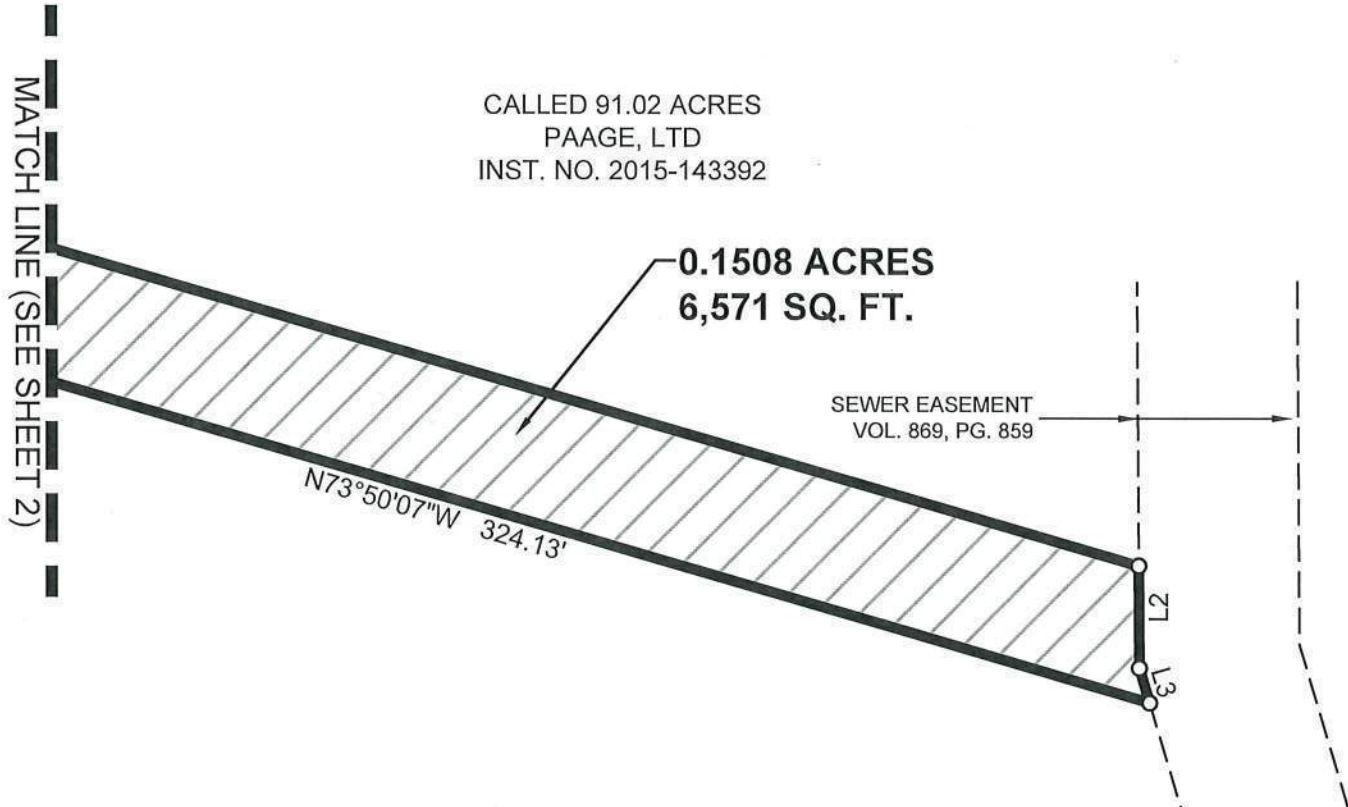 MATCH LINE (SEE SHEET 2)
CALLED 91.02 ACRES
PAAGE, LTD
INST. NO. 2015-143392
0.1508 ACRES
6,571 SQ. FT.
SEWER EASEMENT
VOL. 869, PG. 859
N73°50'07"W 324.13'
L2
L3